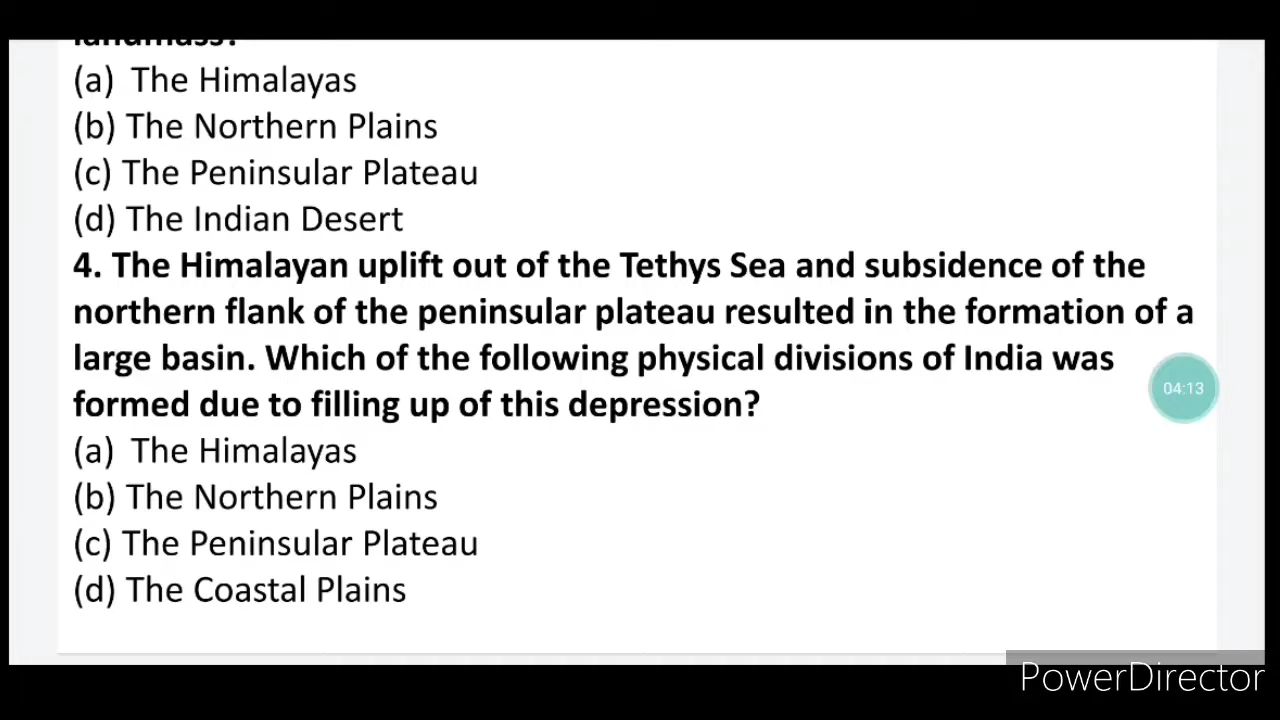 landmass?
(a) The Himalayas
(b) The Northern Plains
(c) The Peninsular Plateau
(d) The Indian Desert
4. The Himalayan uplift out of the Tethys Sea and subsidence of the
northern flank of the peninsular plateau resulted in the formation of a
large basin. Which of the following physical divisions of India was
formed due to filling up of this depression?
04:13
(a) The Himalayas
(b) The Northern Plains
(c) The Peninsular Plateau
(d) The Coastal Plains
PowerDirector